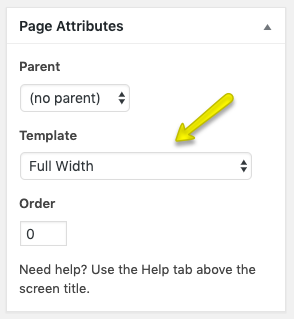 Page Attributes
Parent
(no parent)
Template
Full Width
Order
0
Need help? Use the Help tab above the
screen title.